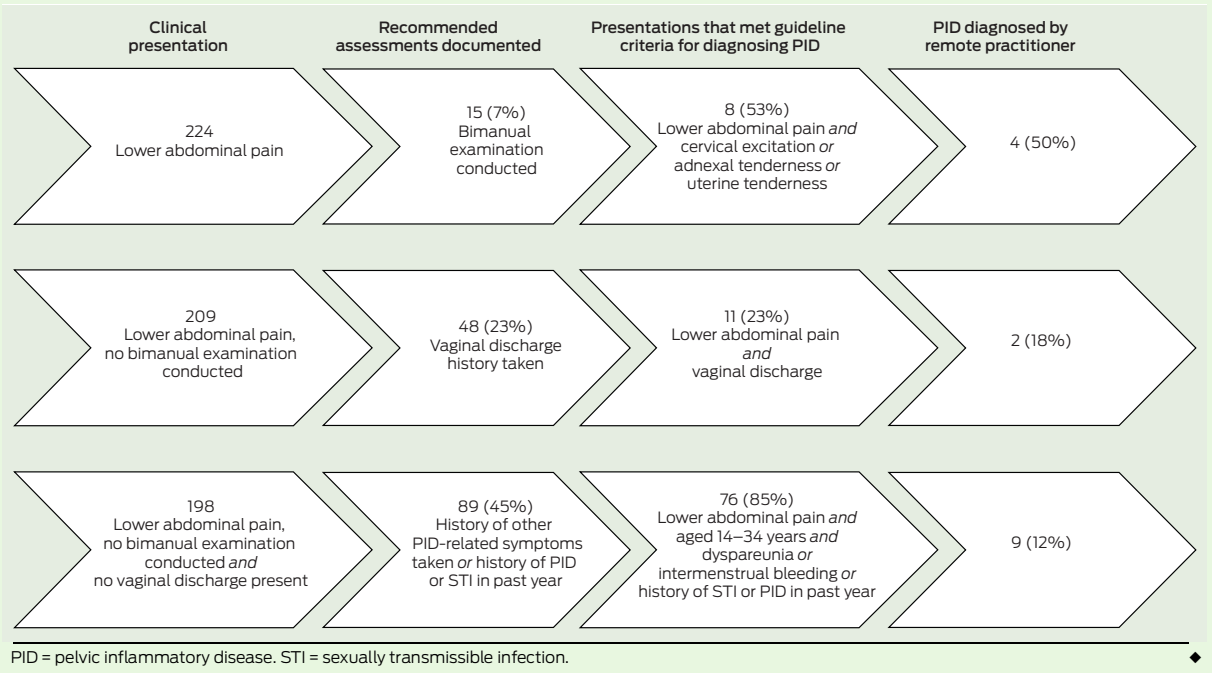 Clinical
presentation
Recommended
assessments documented
Presentations that met guideline
criteria for diagnosing PID
PID diagnosed by
remote practitioner
224
Lower abdominal pain
15 (7%)
Bimanual
examination
conducted
8 (53%)
Lower abdominal pain and
cervical excitation or
adnexal tenderness or
uterine tenderness
4 (50%)
209
Lower abdominal pain,
no bimanual examination
conducted
48 (23%)
Vaginal discharge
history taken
11 (23%)
Lower abdominal pain
and
vaginal discharge
2 (18%)
198
Lower abdominal pain,
no bimanual examination
conducted and
no vaginal discharge present
89 (45%)
History of other
PID-related symptoms
taken or history of PID
or STI in past year
76 (85%)
Lower abdominal pain and
aged 14–34 years and
dyspareunia or
intermenstrual bleeding or
history of STI or PID in past year
9 (12%)
PID = pelvic inflammatory disease. STI = sexually transmissible infection.